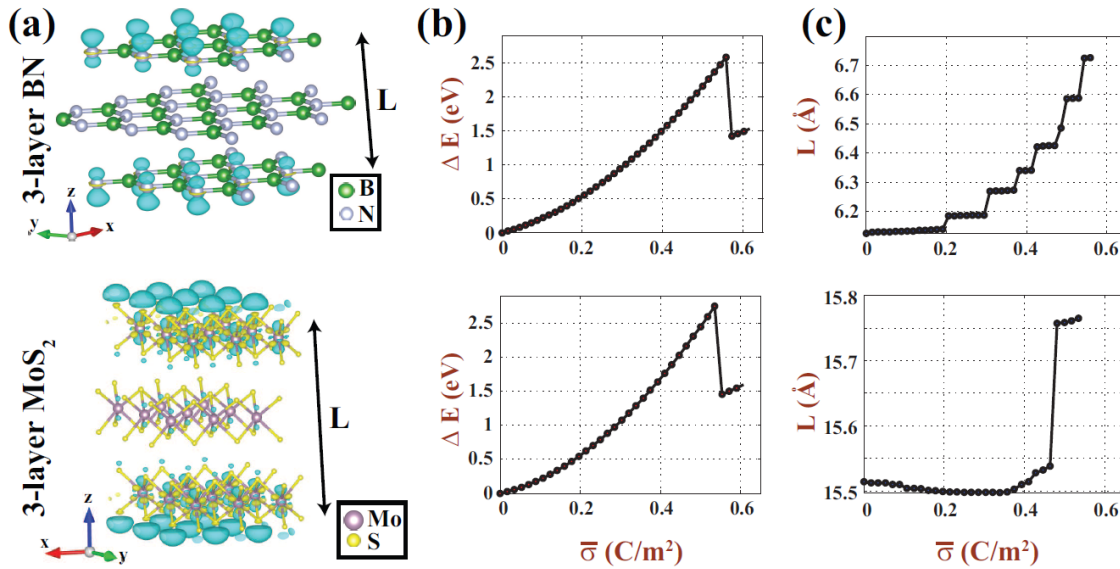 (a)
3-layer BN
L
B
N
z
y
x
3-layer MoS₂
L
Mo
S
z
x
y
(b)
Δ E (eV)
2.5
2
1.5
1
0.5
0
0
0.2
0.4
0.6
Δ E (eV)
2.5
2
1.5
1
0.5
0
0
0.2
0.4
0.6
σ̅ (C/m²)
(c)
L (Å)
6.7
6.6
6.5
6.4
6.3
6.2
0
0.2
0.4
0.6
L (Å)
15.8
15.7
15.6
15.5
0
0.2
0.4
0.6
σ̅ (C/m²)